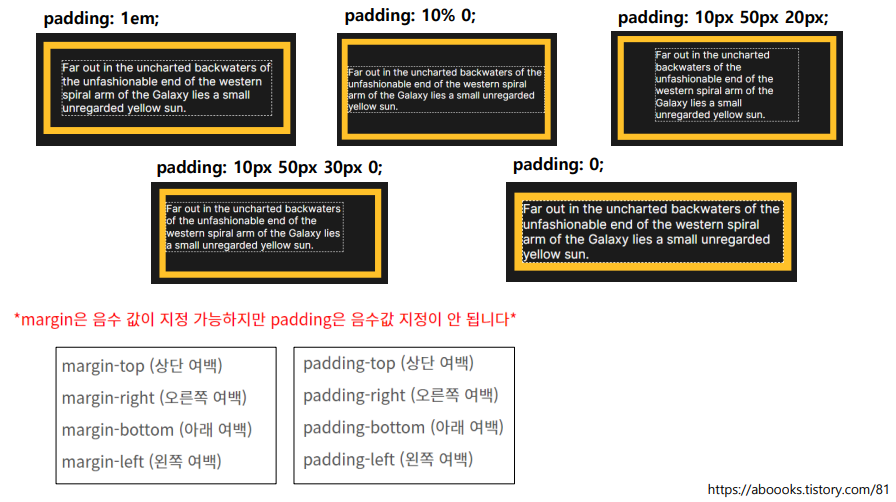 padding: 1em;
Far out in the uncharted backwaters of
the unfashionable end of the western
spiral arm of the Galaxy lies a small
unregarded yellow sun.
padding: 10% 0;
Far out in the uncharted backwaters of the
unfashionable end of the western spiral
arm of the Galaxy lies a small unregarded
yellow sun.
padding: 10px 50px 20px;
Far out in the uncharted
backwaters of the
unfashionable end of the
western spiral arm of the
Galaxy lies a small
unregarded yellow sun.
padding: 10px 50px 30px 0;
Far out in the uncharted backwaters
of the unfashionable end of the
western spiral arm of the Galaxy lies
a small unregarded yellow sun.
padding: 0;
Far out in the uncharted backwaters of the
unfashionable end of the western spiral
arm of the Galaxy lies a small unregarded
yellow sun.
*margin은 음수 값이 지정 가능하지만 padding은 음수값 지정이 안 됩니다*
margin-top (상단 여백)
margin-right (오른쪽 여백)
margin-bottom (아래 여백)
margin-left (왼쪽 여백)
padding-top (상단 여백)
padding-right (오른쪽 여백)
padding-bottom (아래 여백)
padding-left (왼쪽 여백)
https://aboooks.tistory.com/81